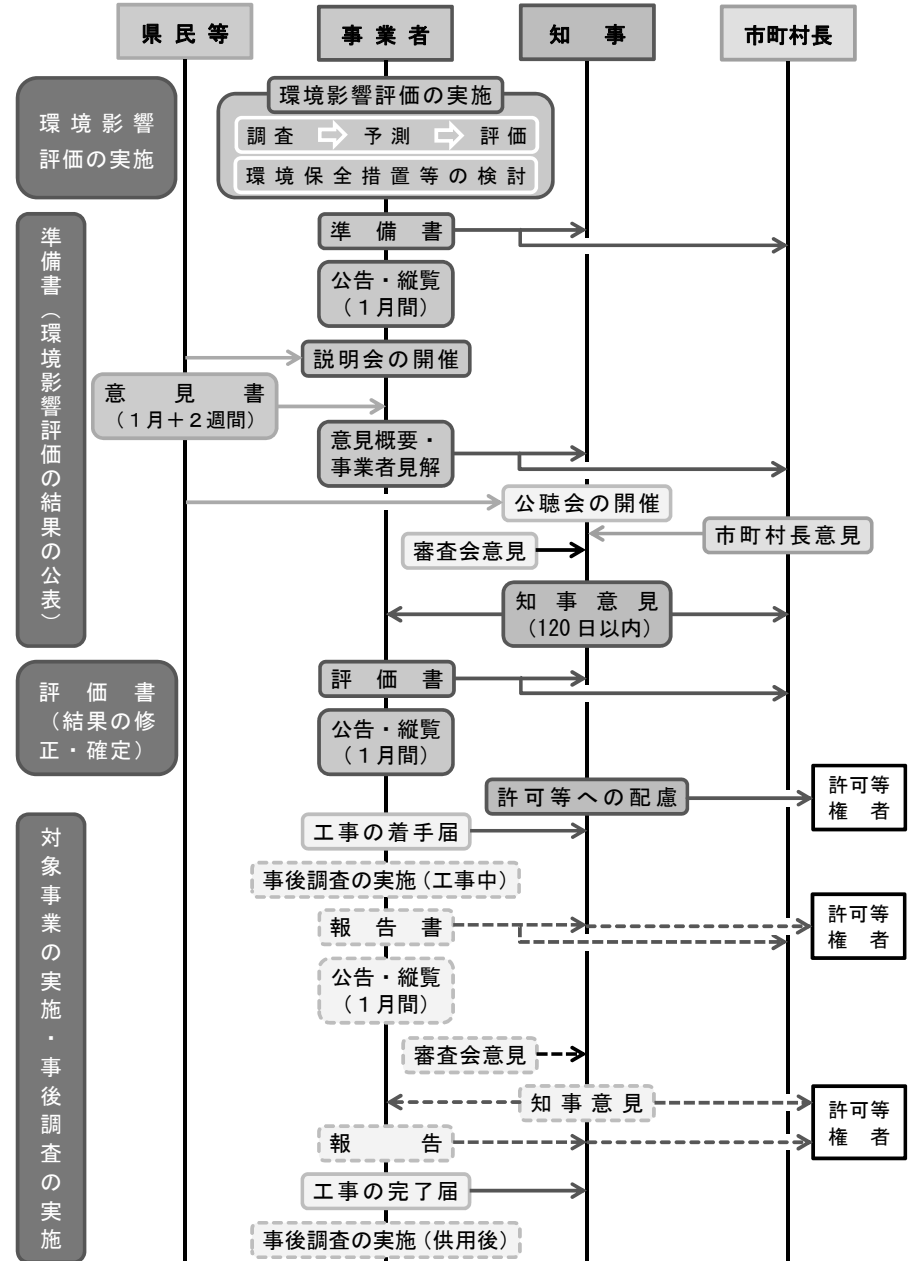 県民等
事業者
知事
市町村長
環境影響
評価の実施
環境影響評価の実施
調査 予測 評価
環境保全措置等の検討
準備書（環境影響評価の結果の公表）
準備書
公告・縦覧
（１月間）
説明会の開催
意見書
（１月＋２週間）
意見概要・
事業者見解
公聴会の開催
市町村長意見
審査会意見
知事意見
（120日以内）
評価書
（結果の修
正・確定）
評価書
公告・縦覧
（１月間）
許可等への配慮
許可等
権者
対象事業の実施・事後調査の実施
工事の着手届
事後調査の実施（工事中）
報告書
許可等
権者
公告・縦覧
（１月間）
審査会意見
知事意見
許可等
権者
報告
工事の完了届
事後調査の実施（供用後）